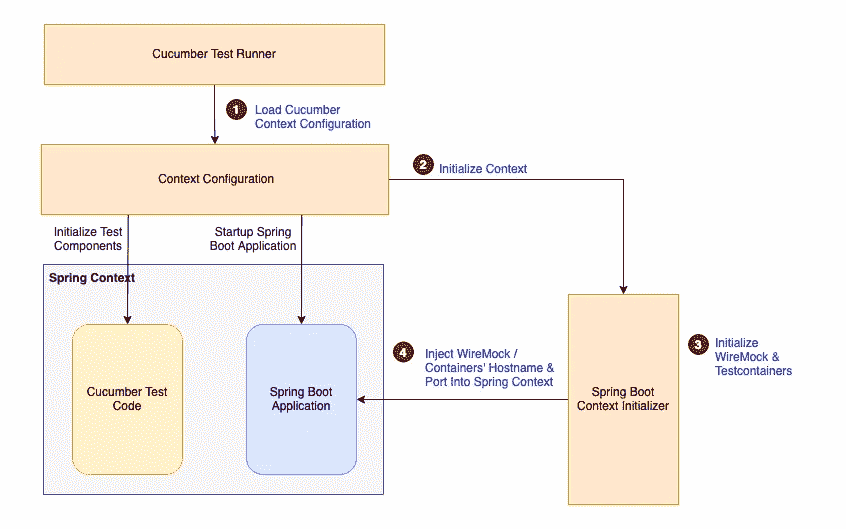 Cucumber Test Runner
1
Load Cucumber
Context Configuration
Context Configuration
2
Initialize Context
Initialize Test
Components
Startup Spring
Boot Application
Spring Context
Cucumber Test
Code
Spring Boot
Application
4
Inject WireMock /
Containers' Hostname &
Port Into Spring Context
Spring Boot
Context Initializer
3
Initialize
WireMock &
Testcontainers